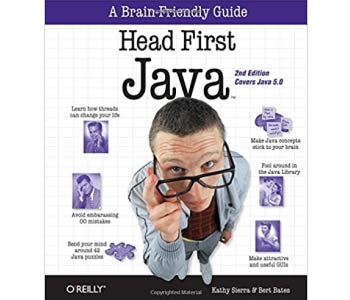 A Brain-Friendly Guide
Head First
Java™
2nd Edition
Covers Java 5.0
Learn how threads
can change your life
Make Java concepts
stick to your brain
Fool around in
the Java Library
Avoid embarassing
OO mistakes
Bend your mind
around 42
Java puzzles
Make attractive
and useful GUIs
O'REILLY®
Kathy Sierra & Bert Bates